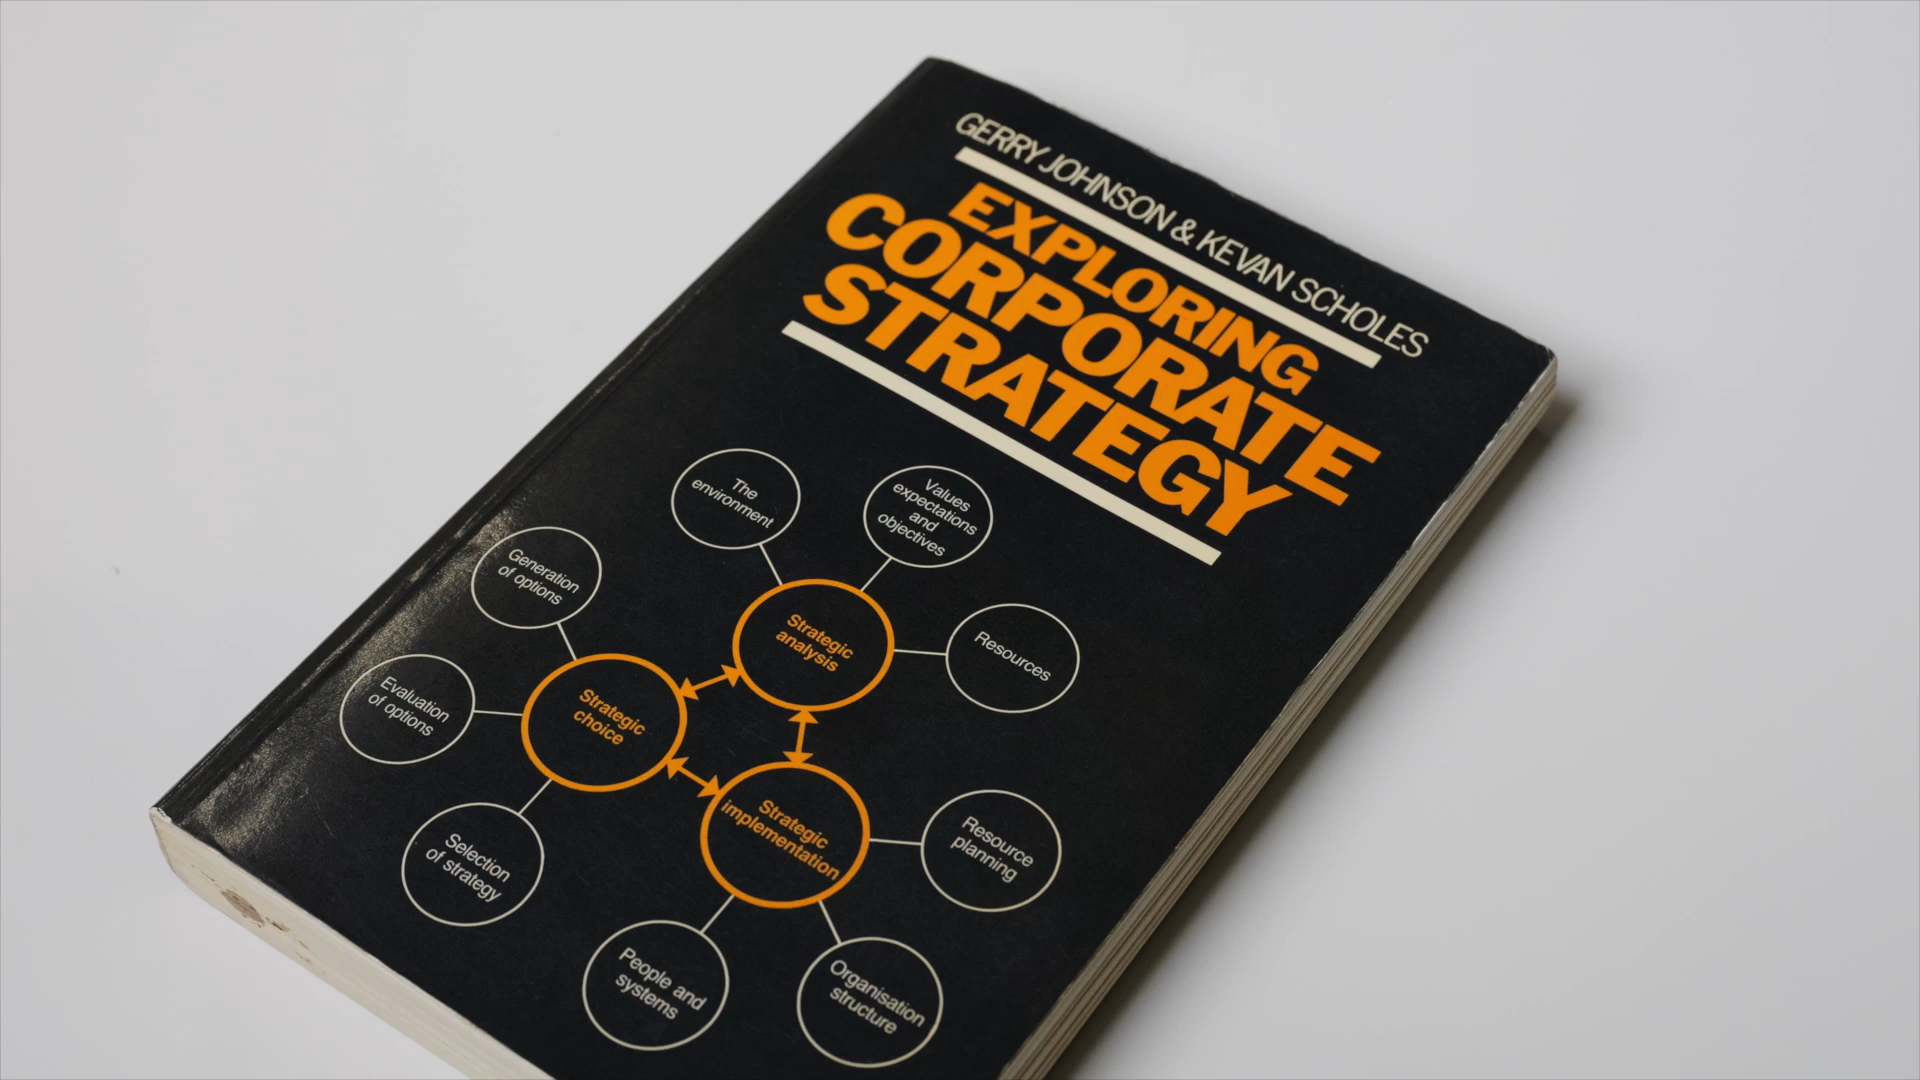 GERRY JOHNSON & KEVAN SCHOLES
EXPLORING
CORPORATE
STRATEGY
The
environment
Values
expectations
and
objectives
Generation
of options
Strategic
analysis
Resources
Evaluation
of options
Strategic
choice
Strategic
implementation
Resource
planning
Selection
of strategy
People and
systems
Organisation
structure